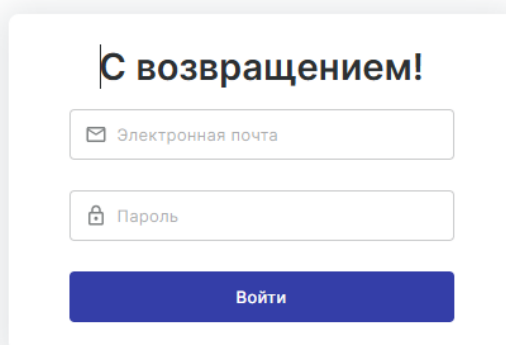 С возвращением!
Электронная почта
Пароль
Войти